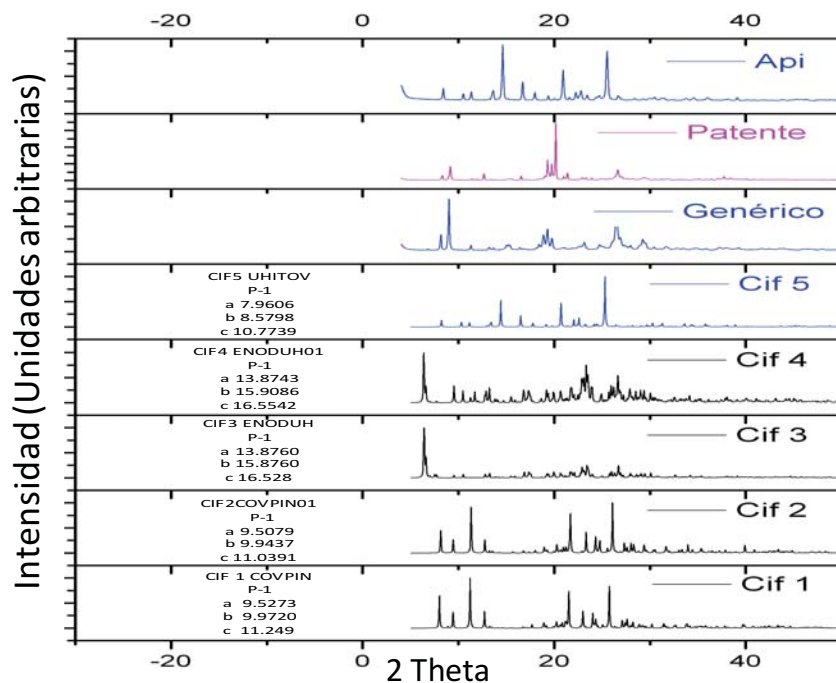 -20 0 20 40
Api
Patente
Genérico
CIF5 UHITOV
P-1
a 7.9606
b 8.5798
c 10.7739
Cif 5
CIF4 ENODUH01
P-1
a 13.8743
b 15.9086
c 16.5542
Cif 4
CIF3 ENODUH
P-1
a 13.8760
b 15.8760
c 16.528
Cif 3
CIF2COVPIN01
P-1
a 9.5079
b 9.9437
c 11.0391
Cif 2
CIF 1 COVPIN
P-1
a 9.5273
b 9.9720
c 11.249
Cif 1
-20 0 20 40
2 Theta
Intensidad (Unidades arbitrarias)